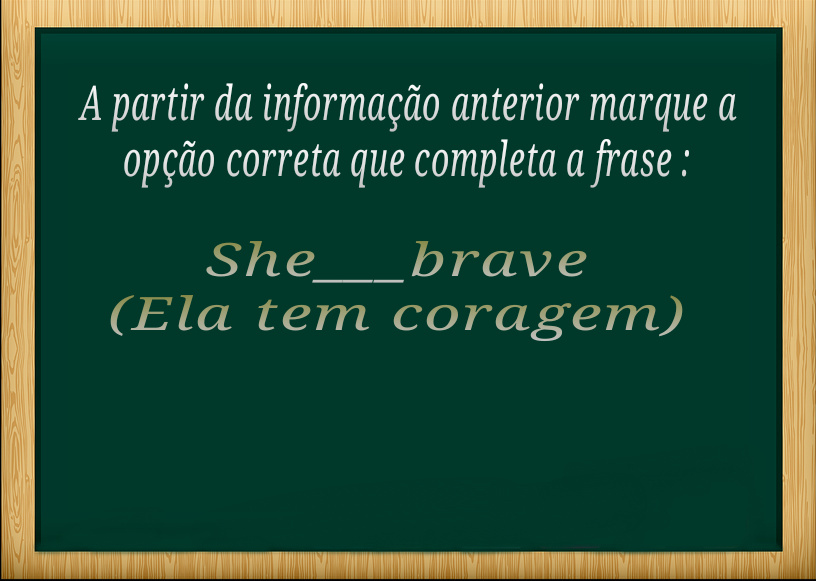 A partir da informação anterior marque a
opção correta que completa a frase :
She___brave
(Ela tem coragem)